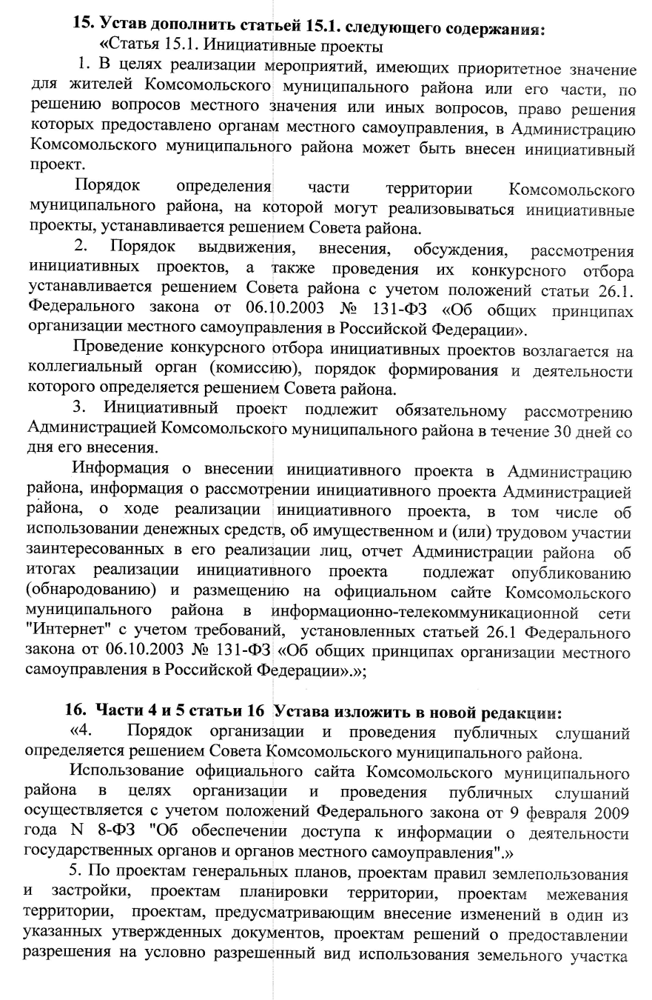 15. Устав дополнить статьей 15.1. следующего содержания:
«Статья 15.1. Инициативные проекты
1. В целях реализации мероприятий, имеющих приоритетное значение
для жителей Комсомольского муниципального района или его части, по
решению вопросов местного значения или иных вопросов, право решения
которых предоставлено органам местного самоуправления, в Администрацию
Комсомольского муниципального района может быть внесен инициативный
проект.
Порядок определения части территории Комсомольского
муниципального района, на которой могут реализовываться инициативные
проекты, устанавливается решением Совета района.
2. Порядок выдвижения, внесения, обсуждения, рассмотрения
инициативных проектов, а также проведения их конкурсного отбора
устанавливается решением Совета района с учетом положений статьи 26.1.
Федерального закона от 06.10.2003 № 131-ФЗ «Об общих принципах
организации местного самоуправления в Российской Федерации».
Проведение конкурсного отбора инициативных проектов возлагается на
коллегиальный орган (комиссию), порядок формирования и деятельности
которого определяется решением Совета района.
3. Инициативный проект подлежит обязательному рассмотрению
Администрацией Комсомольского муниципального района в течение 30 дней со
дня его внесения.
Информация о внесении инициативного проекта в Администрацию
района, информация о рассмотрении инициативного проекта Администрацией
района, о ходе реализации инициативного проекта, в том числе об
использовании денежных средств, об имущественном и (или) трудовом участии
заинтересованных в его реализации лиц, отчет Администрации района об
итогах реализации инициативного проекта подлежат опубликованию
(обнародованию) и размещению на официальном сайте Комсомольского
муниципального района в информационно-телекоммуникационной сети
"Интернет" с учетом требований, установленных статьей 26.1 Федерального
закона от 06.10.2003 № 131-ФЗ «Об общих принципах организации местного
самоуправления в Российской Федерации».»;
16. Части 4 и 5 статьи 16 Устава изложить в новой редакции:
«4. Порядок организации и проведения публичных слушаний
определяется решением Совета Комсомольского муниципального района.
Использование официального сайта Комсомольского муниципального
района в целях организации и проведения публичных слушаний
осуществляется с учетом положений Федерального закона от 9 февраля 2009
года N 8-ФЗ "Об обеспечении доступа к информации о деятельности
государственных органов и органов местного самоуправления".»
5. По проектам генеральных планов, проектам правил землепользования
и застройки, проектам планировки территории, проектам межевания
территории, проектам, предусматривающим внесение изменений в один из
указанных утвержденных документов, проектам решений о предоставлении
разрешения на условно разрешенный вид использования земельного участка